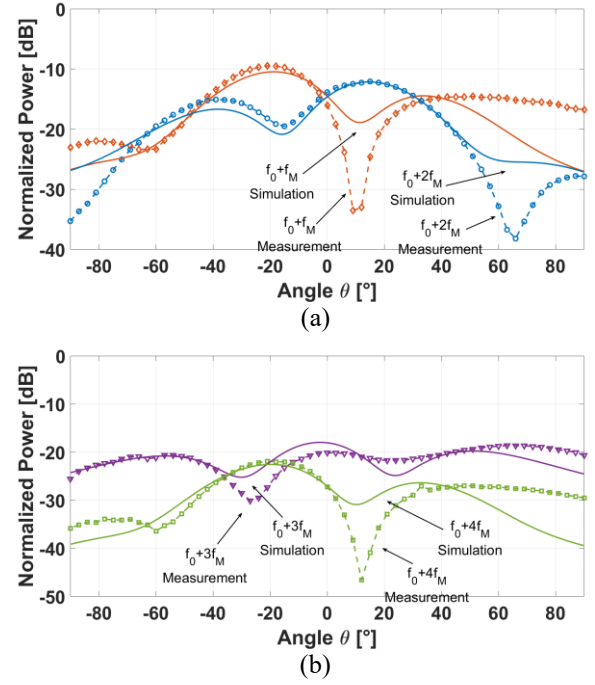 0
-10
-20
-30
-40
Normalized Power [dB]
f0+fM
Simulation
f0+fM
Measurement
f0+2fM
Simulation
f0+2fM
Measurement
-80 -60 -40 -20 0 20 40 60 80
Angle θ [°]
(a)
0
-10
-20
-30
-40
-50
Normalized Power [dB]
f0+3fM
Simulation
f0+3fM
Measurement
f0+4fM
Simulation
f0+4fM
Measurement
-80 -60 -40 -20 0 20 40 60 80
Angle θ [°]
(b)